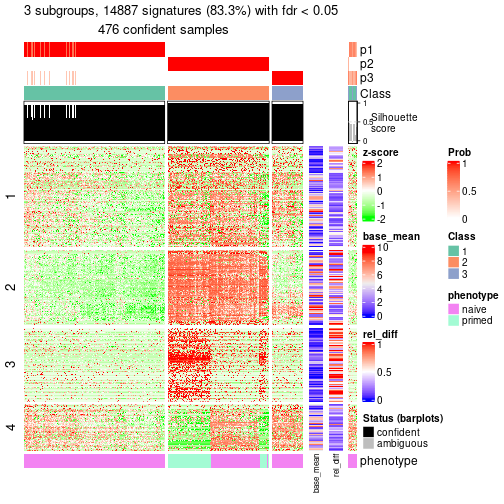 3 subgroups, 14887 signatures (83.3%) with fdr < 0.05
476 confident samples
p1
p2
p3
Class
1
0.5
0
Silhouette
score
1
2
3
4
z-score
2
1
0
-1
-2
Prob
1
0.5
0
base_mean
10
8
6
4
2
0
Class
1
2
3
phenotype
naive
primed
rel_diff
1
0.5
0
Status (barplots)
confident
ambiguous
phenotype
base_mean
rel_diff